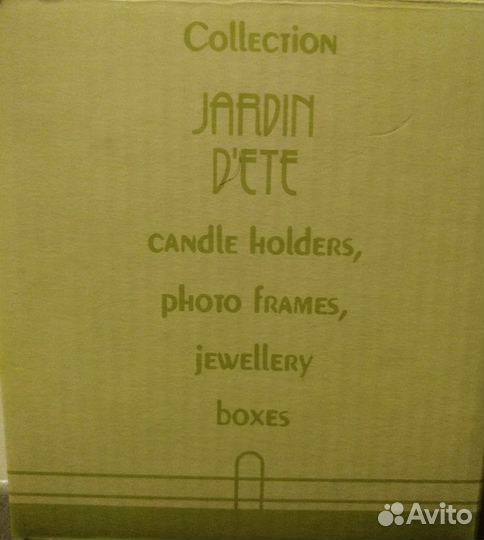 Collection
JARDIN
D'ETE
candle holders,
photo frames,
jewellery
boxes
Avito